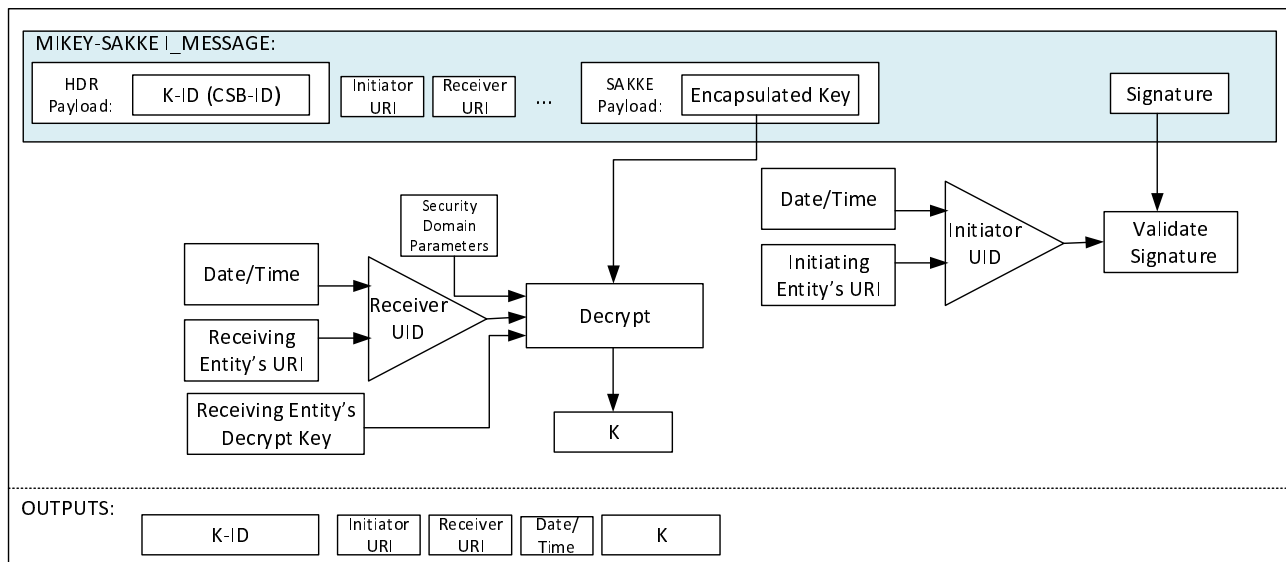 MIKEY-SAKKE I_MESSAGE:
HDR
Payload:
K-ID (CSB-ID)
Initiator
URI
Receiver
URI
...
SAKKE
Payload:
Encapsulated Key
Signature
Security
Domain
Parameters
Date/Time
Receiving
Entity's URI
Receiver
UID
Receiving Entity's
Decrypt Key
Decrypt
K
Date/Time
Initiating
Entity's URI
Initiator
UID
Validate
Signature
OUTPUTS:
K-ID
Initiator
URI
Receiver
URI
Date/
Time
K